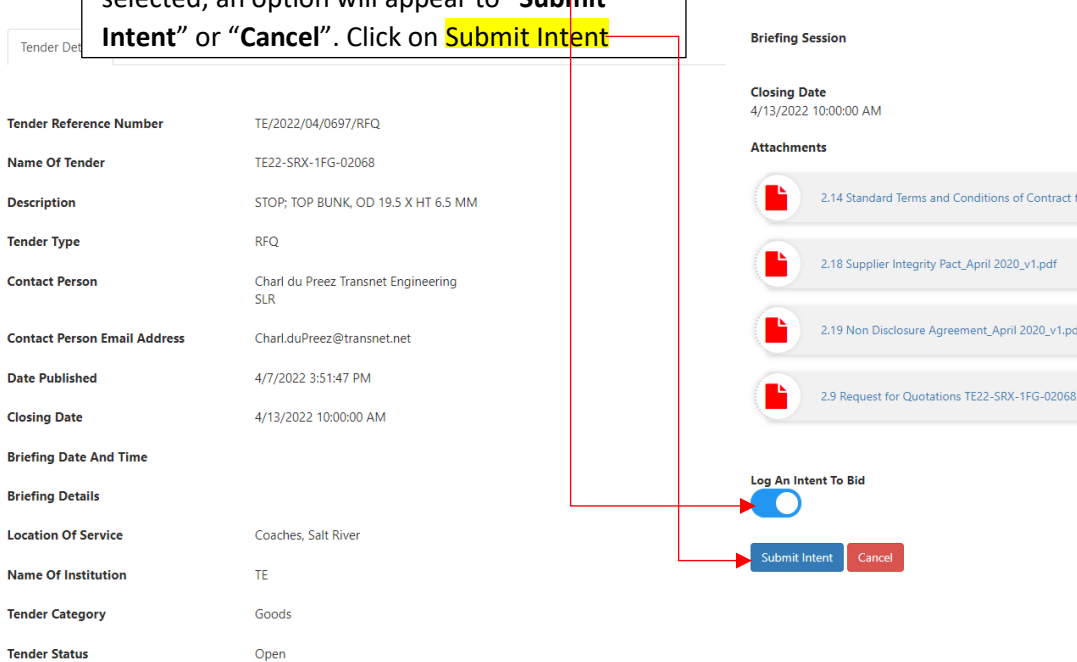 selected, an option will appear to "Submit
Intent" or "Cancel". Click on Submit Intent
Tender Det
Tender Reference Number TE/2022/04/0697/RFQ
Name Of Tender TE22-SRX-1FG-02068
Description STOP; TOP BUNK, OD 19.5 X HT 6.5 MM
Tender Type RFQ
Contact Person Charl du Preez Transnet Engineering
SLR
Contact Person Email Address Charl.duPreez@transnet.net
Date Published 4/7/2022 3:51:47 PM
Closing Date 4/13/2022 10:00:00 AM
Briefing Date And Time
Briefing Details
Location Of Service Coaches, Salt River
Name Of Institution TE
Tender Category Goods
Tender Status Open
Briefing Session
Closing Date
4/13/2022 10:00:00 AM
Attachments
2.14 Standard Terms and Conditions of Contract
2.18 Supplier Integrity Pact_April 2020_v1.pdf
2.19 Non Disclosure Agreement_April 2020_v1.pd
2.9 Request for Quotations TE22-SRX-1FG-02068
Log An Intent To Bid
Submit Intent
Cancel